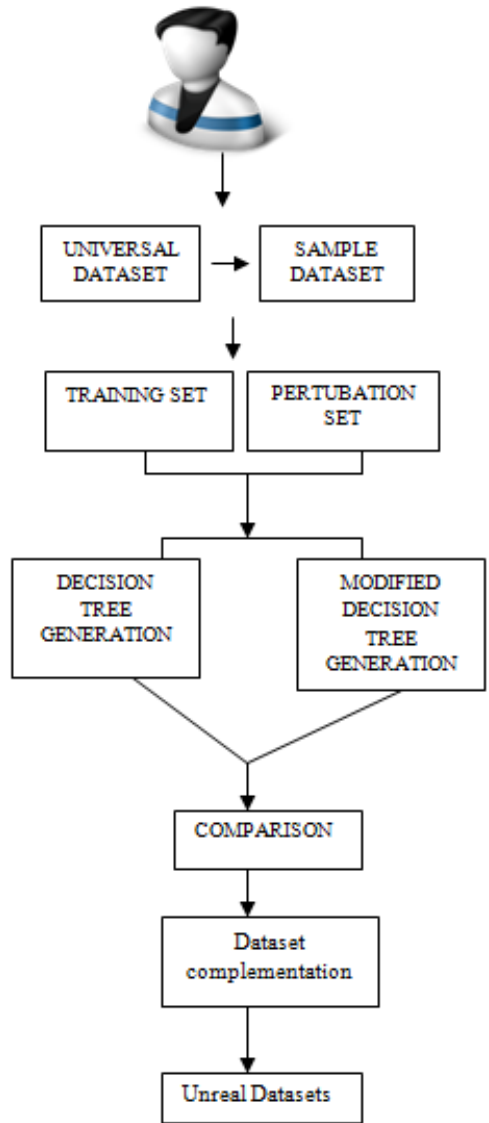 UNIVERSAL
DATASET
SAMPLE
DATASET
TRAINING SET
PERTUBATION
SET
DECISION
TREE
GENERATION
MODIFIED
DECISION
TREE
GENERATION
COMPARISON
Dataset
complementation
Unreal Datasets